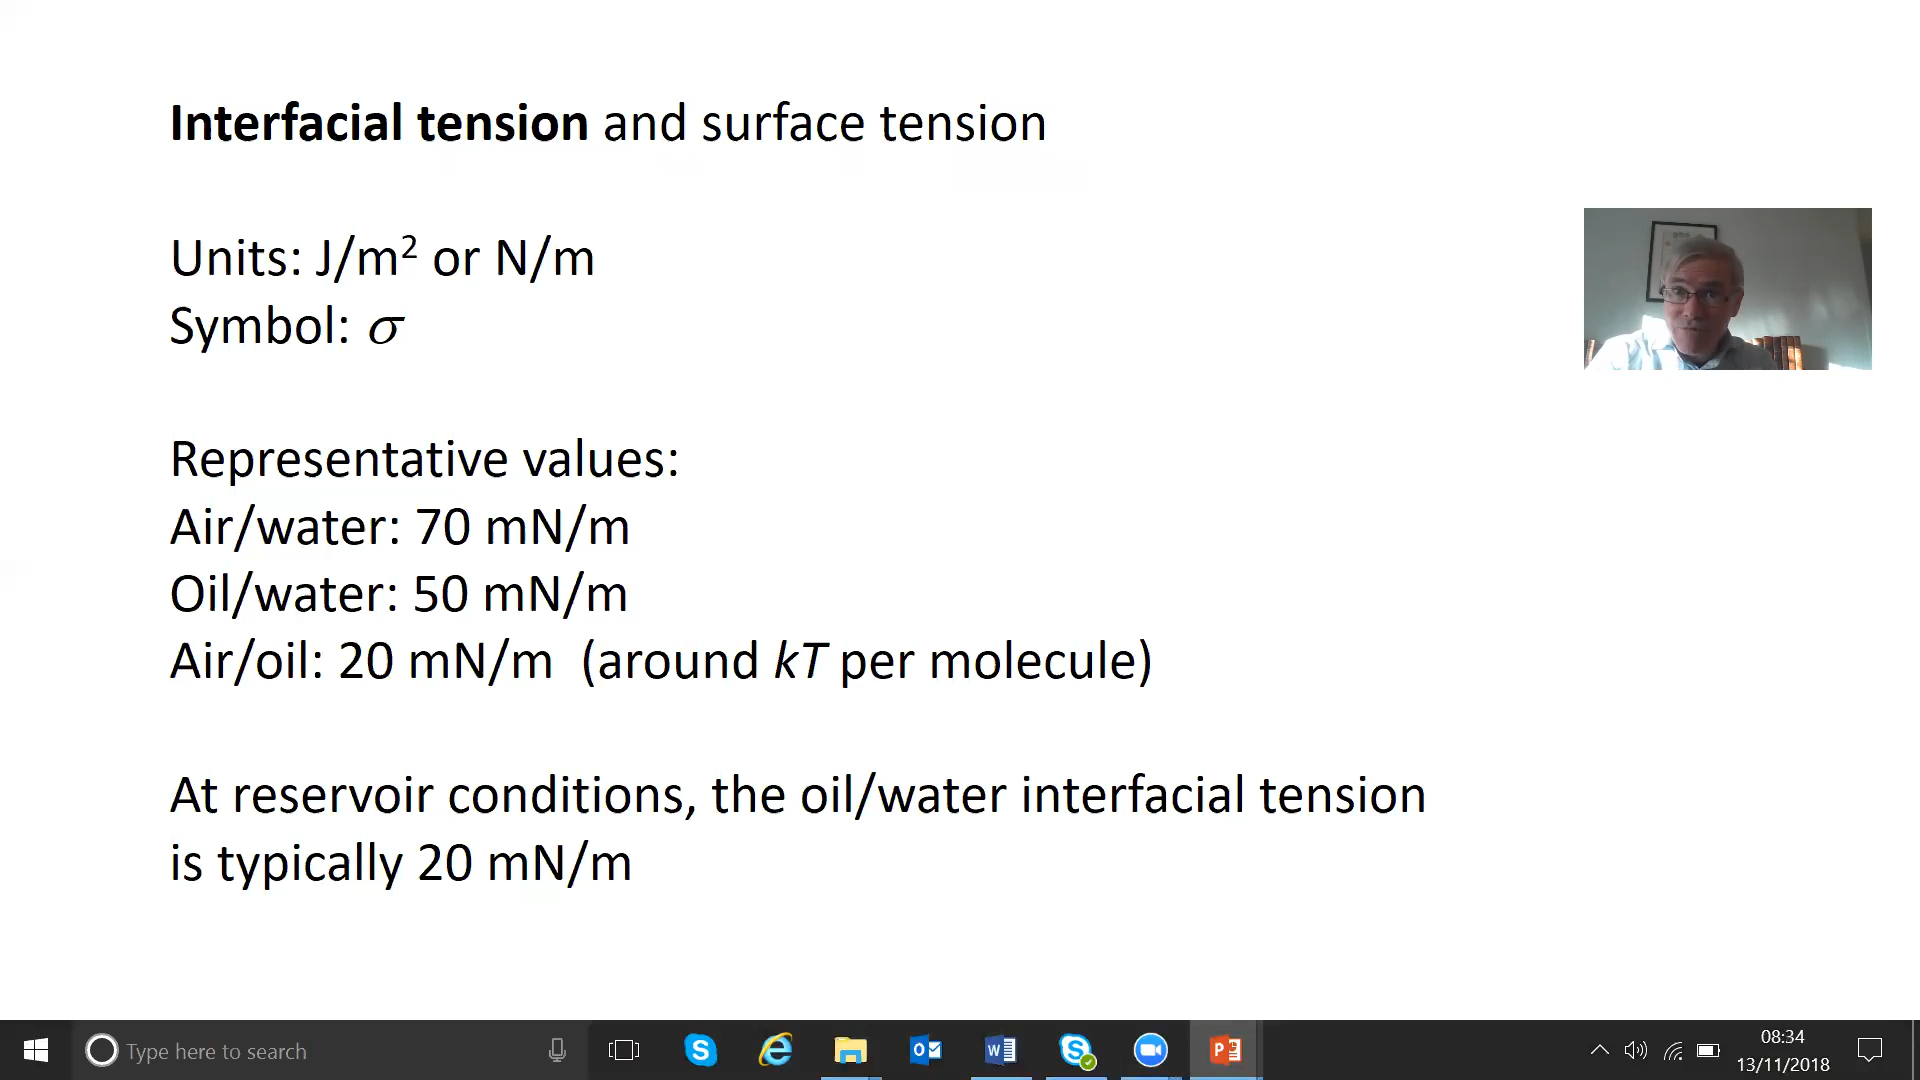 Interfacial tension and surface tension
Units: J/m² or N/m
Symbol: σ
Representative values:
Air/water: 70 mN/m
Oil/water: 50 mN/m
Air/oil: 20 mN/m (around kT per molecule)
At reservoir conditions, the oil/water interfacial tension
is typically 20 mN/m
Type here to search
08:34
13/11/2018